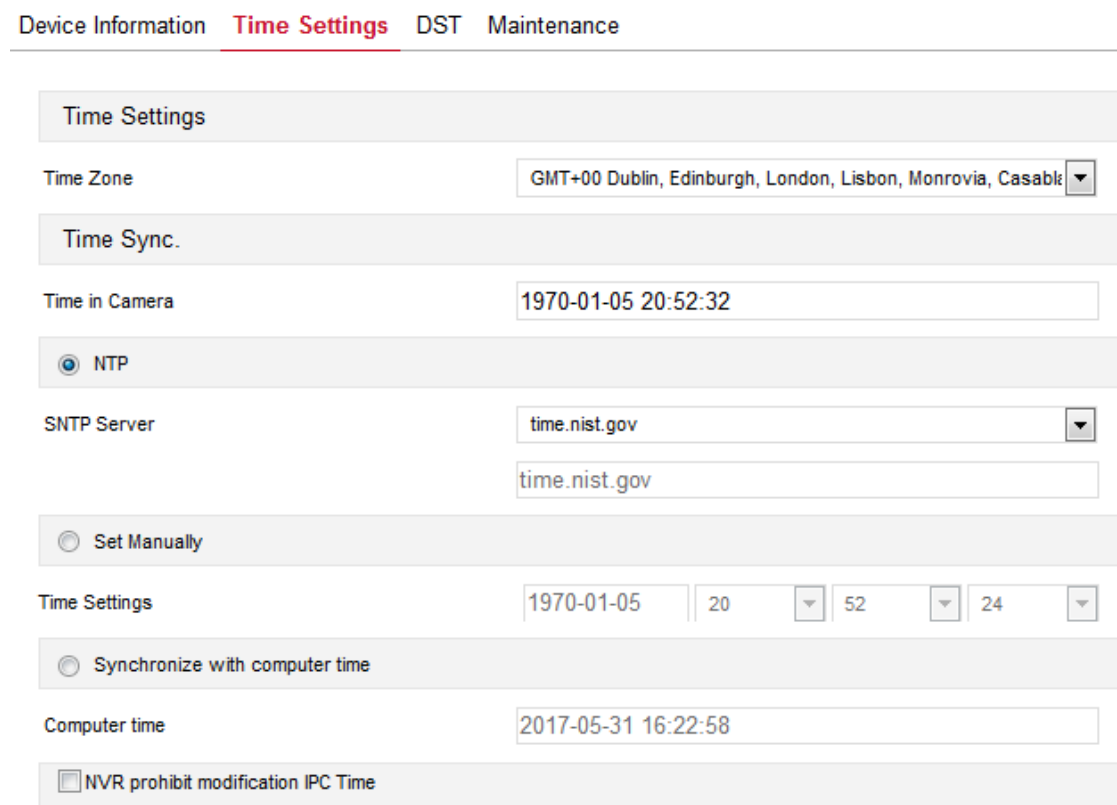 Device Information Time Settings DST Maintenance
Time Settings
Time Zone GMT+00 Dublin, Edinburgh, London, Lisbon, Monrovia,
Time Sync.
Time in Camera 1970-01-05 20:52:32
NTP
SNTP Server time.nist.gov
time.nist.gov
Set Manually
Time Settings 1970-01-05 20 52 24
Synchronize with computer time
Computer time 2017-05-31 16:22:58
NVR prohibit modification IPC Time